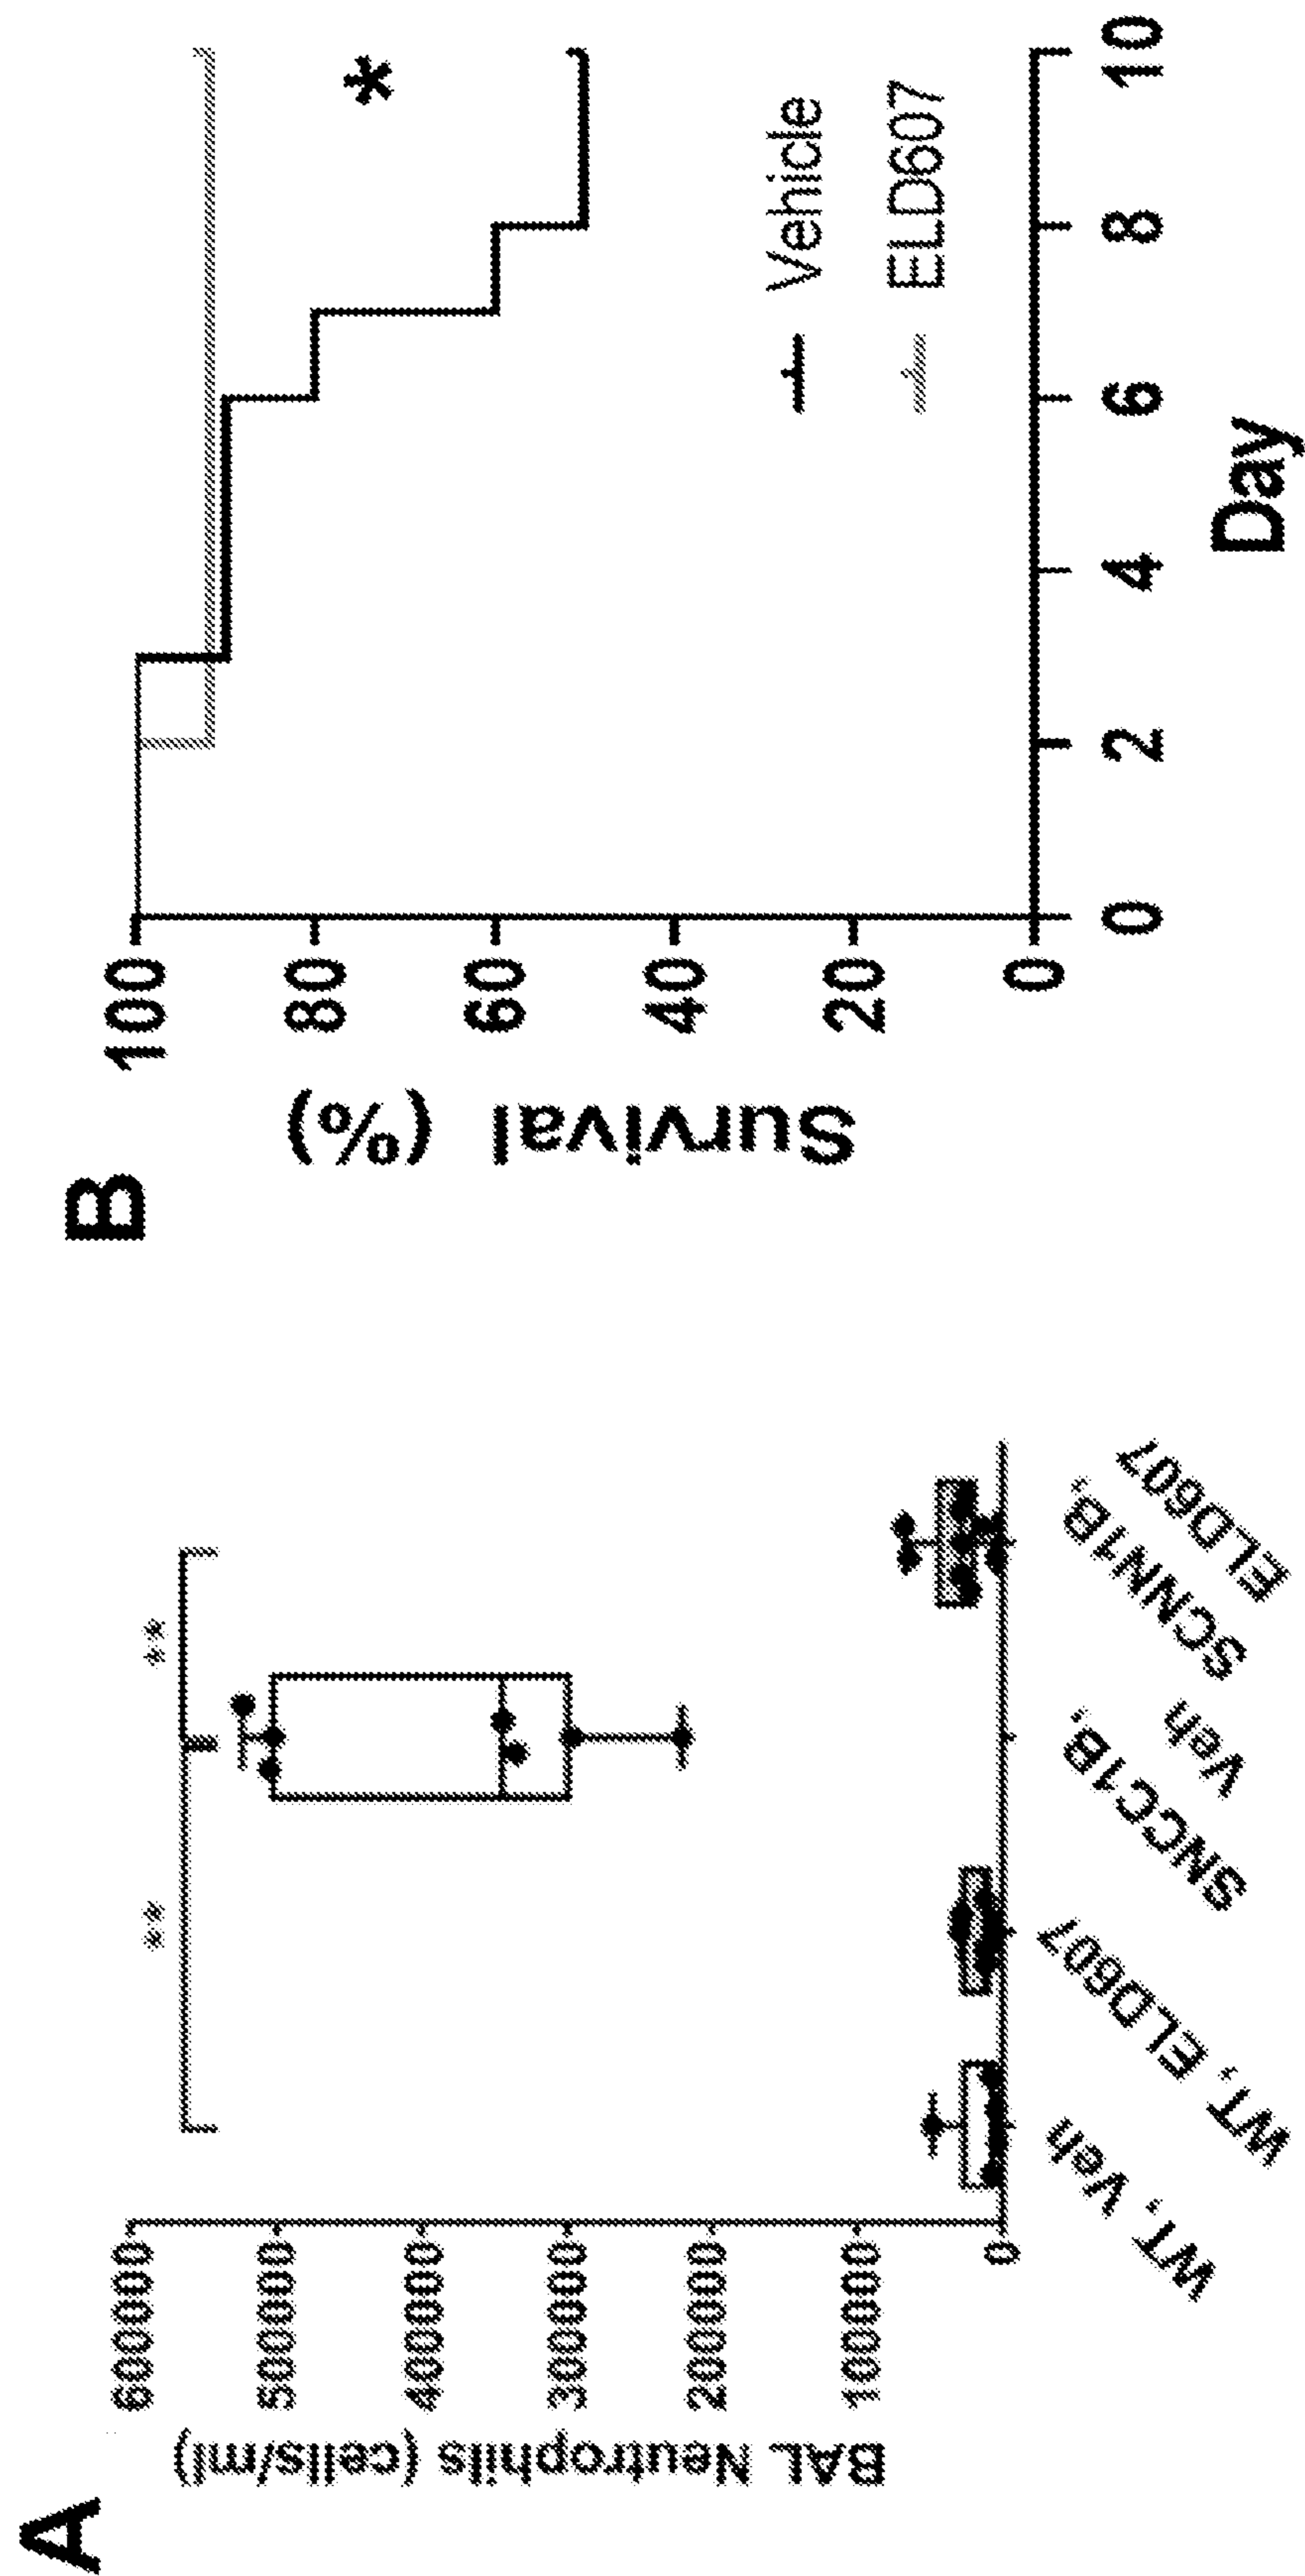 A
BAL Neutrophils (cells/ml)
600000
500000
400000
300000
200000
100000
0
**
**
WT, Veh
WT, ELD607
SNCC1B,
Veh
SCNN1B,
ELD607
B
Survival (%)
100
80
60
40
20
0
*
Vehicle
ELD607
0 2 4 6 8 10
Day